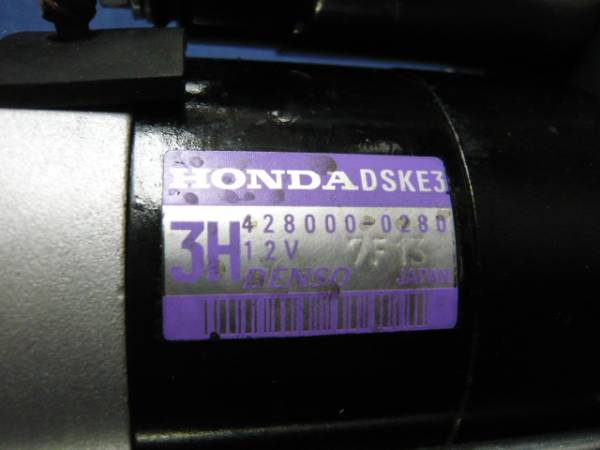 HONDA DSKE3
3H 428000-0280
12V 7F13
DENSO JAPAN